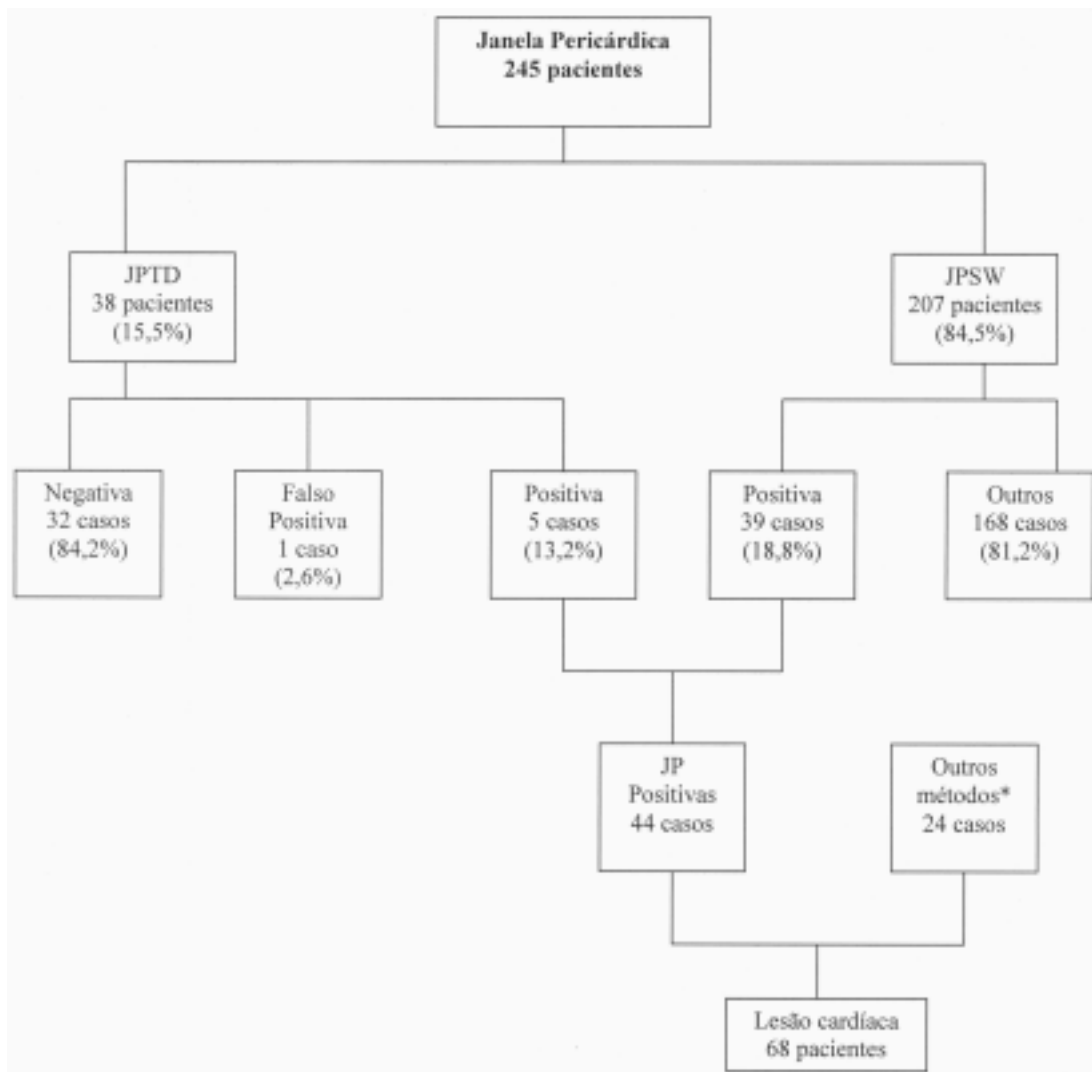 Janela Pericárdica
245 pacientes
JPTD
38 pacientes
(15,5%)
JPSW
207 pacientes
(84,5%)
Negativa
32 casos
(84,2%)
Falso
Positiva
1 caso
(2,6%)
Positiva
5 casos
(13,2%)
Positiva
39 casos
(18,8%)
Outros
168 casos
(81,2%)
JP
Positivas
44 casos
Outros
métodos*
24 casos
Lesão cardíaca
68 pacientes